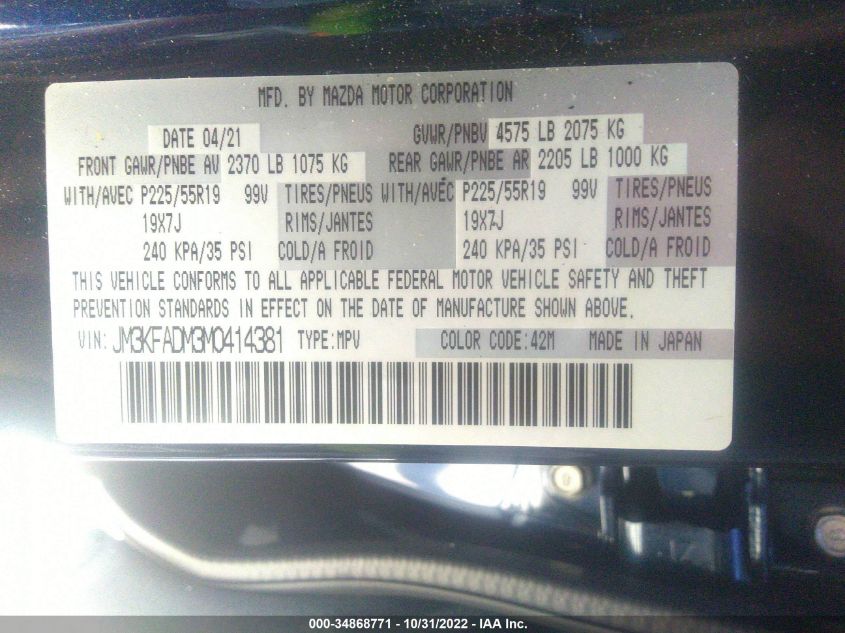 MFD. BY MAZDA MOTOR CORPORATION
DATE 04/21 GVWR/PNBV 4575 LB 2075 KG
FRONT GAWR/PNBE AV 2370 LB 1075 KG REAR GAWR/PNBE AR 2205 LB 1000 KG
WITH/AVEC P225/55R19 99V TIRES/PNEUS WITH/AVEC P225/55R19 99V TIRES/PNEUS
19X7J RIMS/JANTES 19X7J RIMS/JANTES
240 KPA/35 PSI COLD/A FROID 240 KPA/35 PSI COLD/A FROID
THIS VEHICLE CONFORMS TO ALL APPLICABLE FEDERAL MOTOR VEHICLE SAFETY AND THEFT
PREVENTION STANDARDS IN EFFECT ON THE DATE OF MANUFACTURE SHOWN ABOVE.
VIN: JM3KFADM3M0414381 TYPE:MPV COLOR CODE:42M MADE IN JAPAN
000-34868771 - 10/31/2022 - IAA Inc.